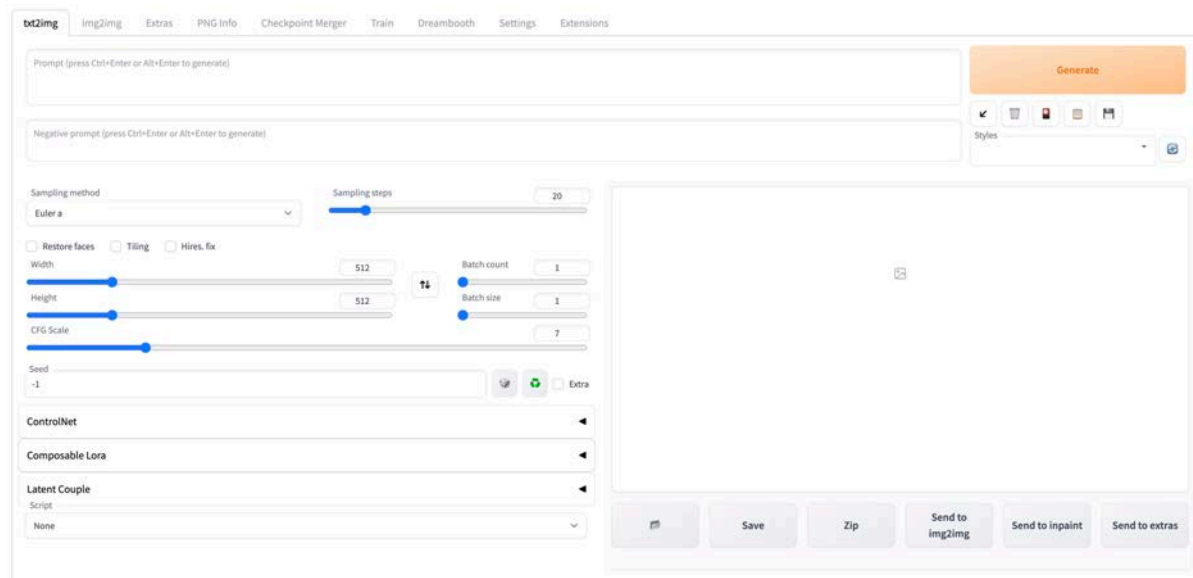 txt2img img2img Extras PNG Info Checkpoint Merger Train Dreambooth Settings Extensions
Prompt (press Ctrl+Enter or Alt+Enter to generate)
Generate
Negative prompt (press Ctrl+Enter or Alt+Enter to generate)
Styles
Sampling method
Euler a
Sampling steps
20
Restore faces Tiling Hires. fix
Width
512
Batch count
1
Height
512
Batch size
1
CFG Scale
7
Seed
-1
Extra
ControlNet
Composable Lora
Latent Couple
Script
None
Save
Zip
Send to
img2img
Send to inpaint
Send to extras